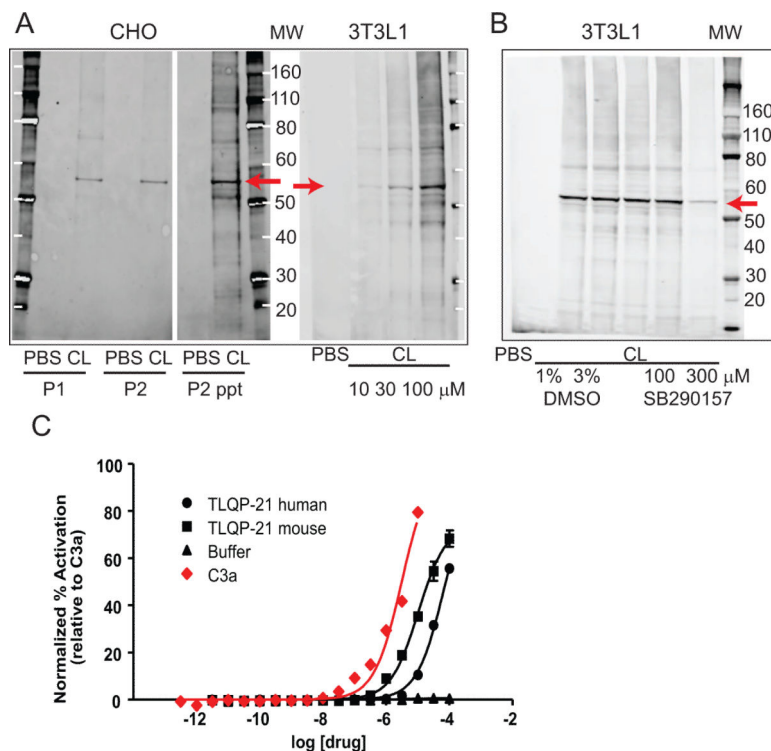 A
CHO MW 3T3L1
160
110
80
60
50
40
30
20
PBS CL PBS CL PBS CL PBS CL
P1 P2 P2 ppt 10 30 100 µM
B
3T3L1 MW
160
110
80
60
50
40
30
20
PBS CL
1% 3% 100 300 µM
DMSO SB290157
C
100
80
60
40
20
0
Normalized % Activation
(relative to C3a)
TLQP-21 human
TLQP-21 mouse
Buffer
C3a
-12 -10 -8 -6 -4 -2
log [drug]